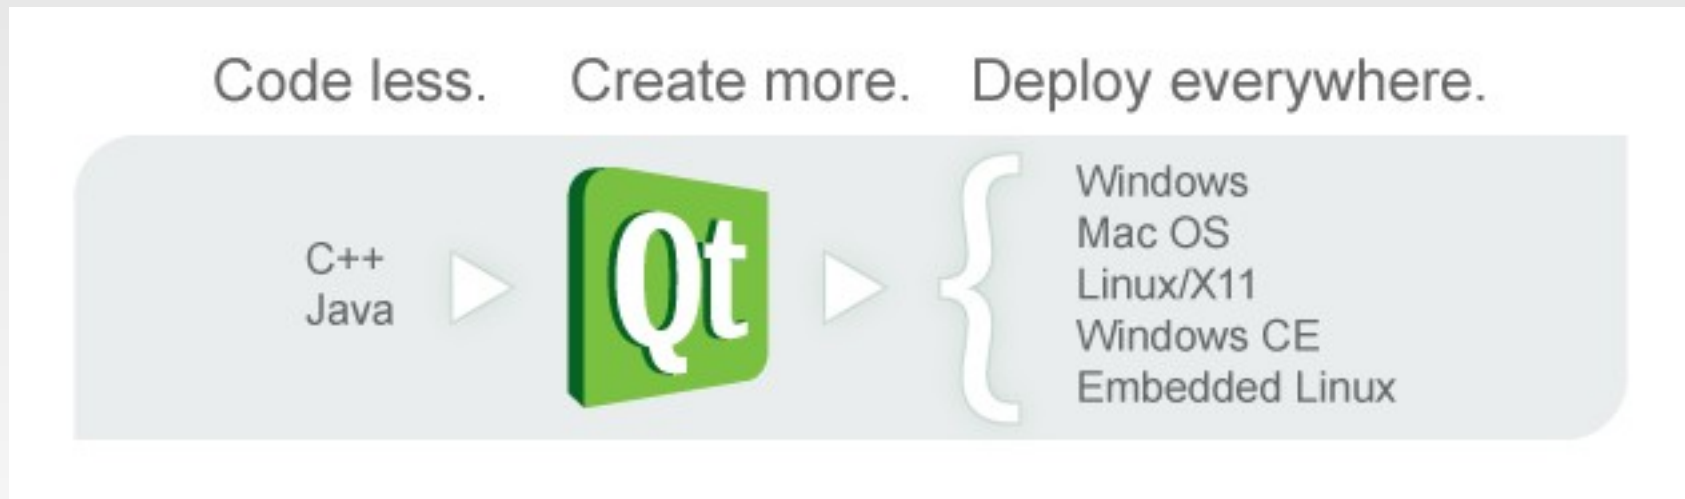 Code less. Create more. Deploy everywhere.
C++
Java
Qt
Windows
Mac OS
Linux/X11
Windows CE
Embedded Linux